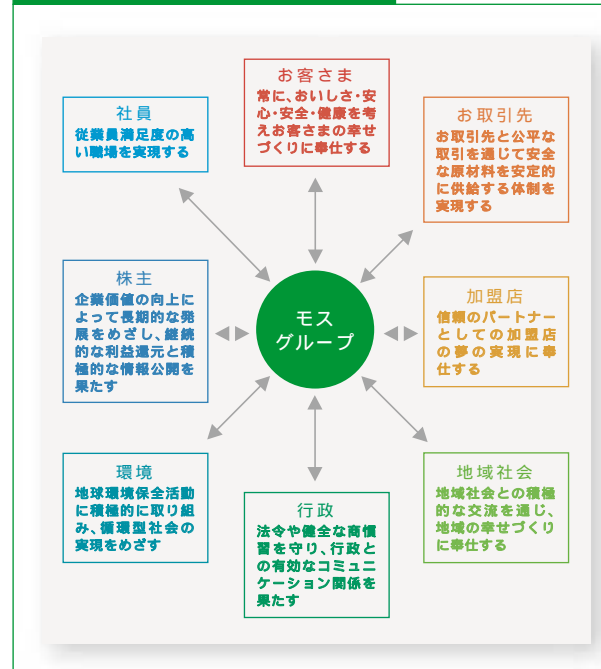 お客さま
常に、おいしさ・安
心・安全・健康を考
えお客さまの幸せ
づくりに奉仕する
社員
従業員満足度の高
い職場を実現する
お取引先
お取引先と公平な
取引を通じて安全
な原材料を安定的
に供給する体制を
実現する
株主
企業価値の向上に
よって長期的な発
展をめざし、継続
的な利益還元と積
極的な情報公開を
果たす
モス
グループ
加盟店
信頼のパートナー
としての加盟店
の夢の実現に奉
仕する
環境
地球環境保全活動
に積極的に取り組
み、循環型社会の
実現をめざす
行政
法令や健全な商慣
習を守り、行政と
の有効なコミュニ
ケーション関係を
果たす
地域社会
地域社会との積極
的な交流を通じ、
地域の幸せづくり
に奉仕する